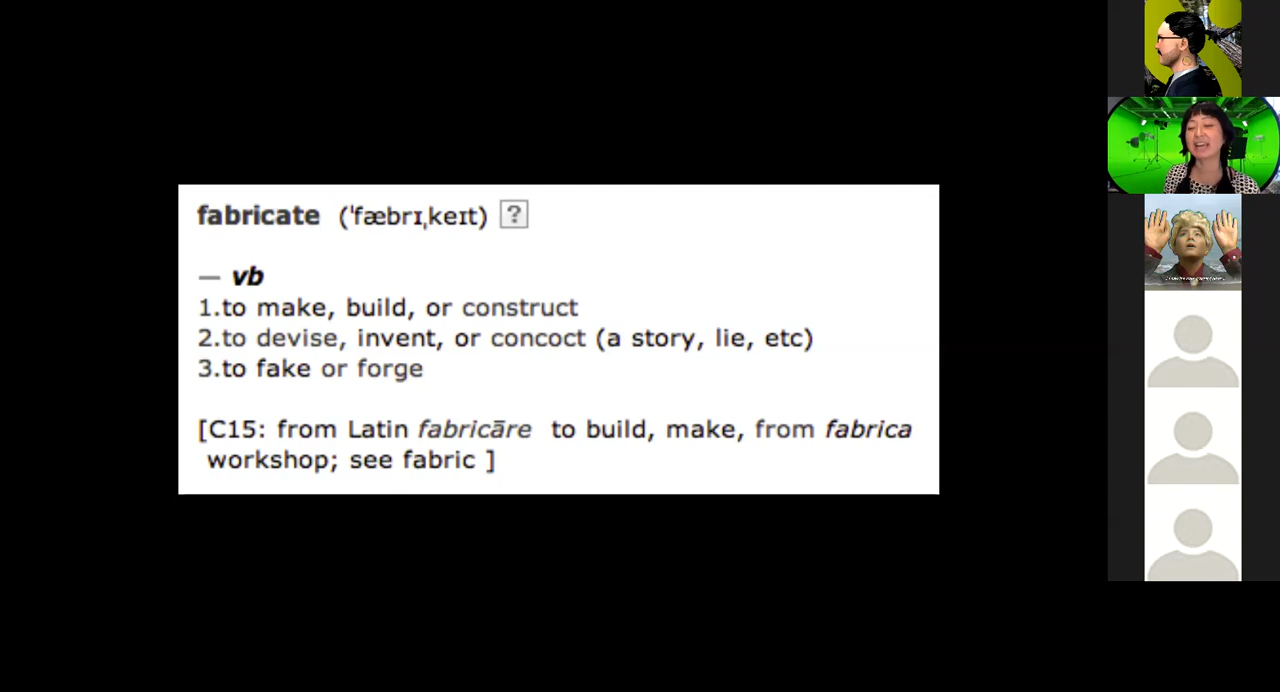 fabricate (ˈfæbrɪˌkeɪt) ?
— vb
1.to make, build, or construct
2.to devise, invent, or concoct (a story, lie, etc)
3.to fake or forge
[C15: from Latin fabricāre to build, make, from fabrica
workshop; see fabric ]